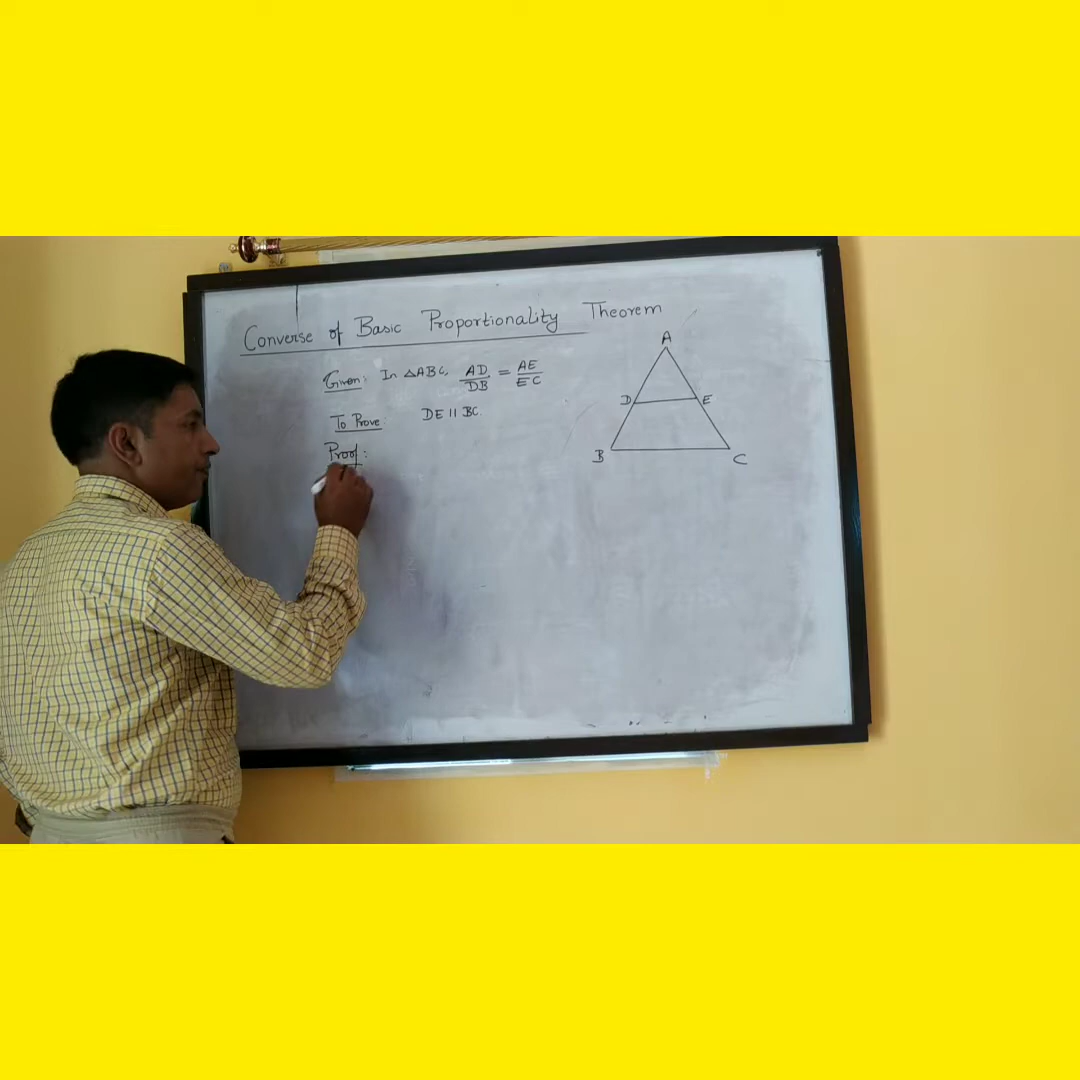 Converse of Basic Proportionality Theorem
Given: In △ABC, AD/DB = AE/EC
To Prove: DE || BC.
Proof:
A
D E
B C